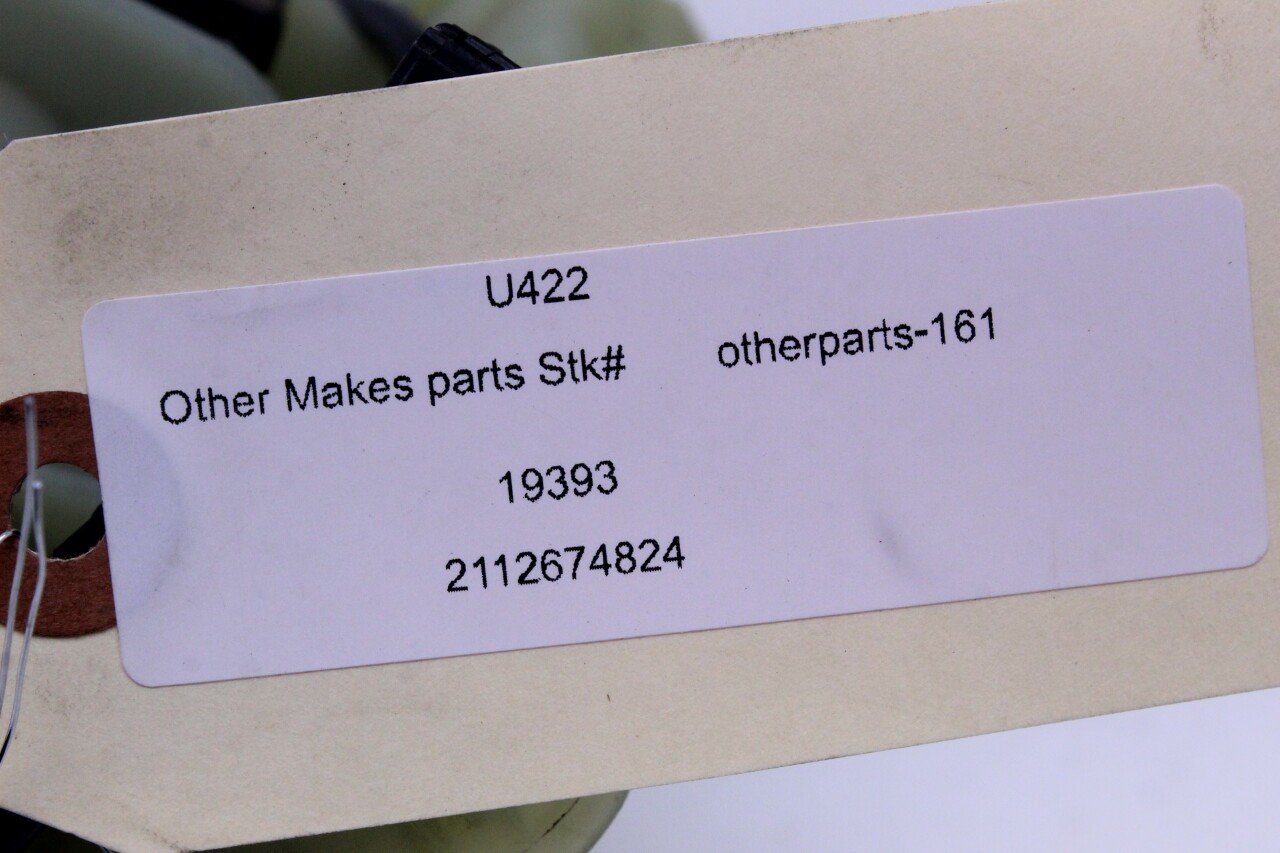 U422
Other Makes parts Stk# otherparts-161
19393
2112674824